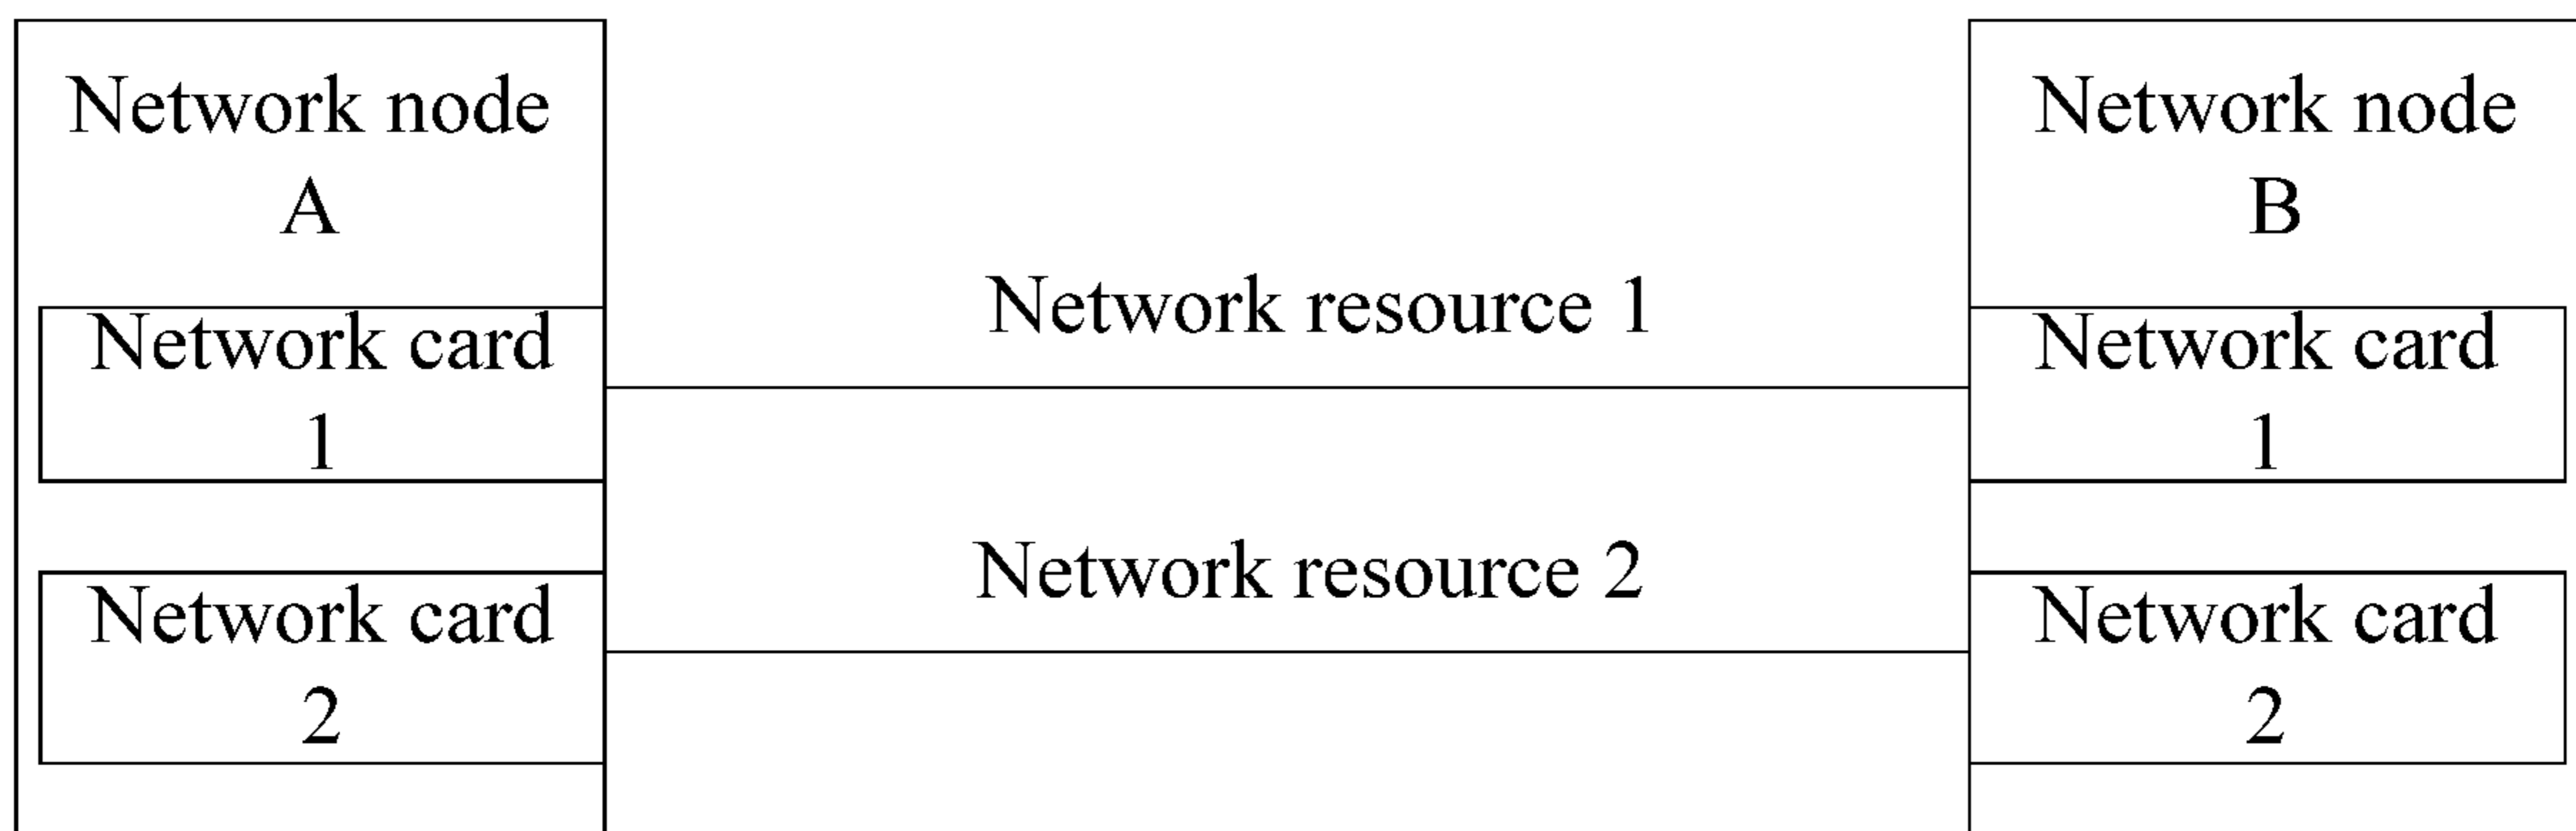 Network node
A
Network card
1
Network card
2
Network resource 1
Network resource 2
Network node
B
Network card
1
Network card
2